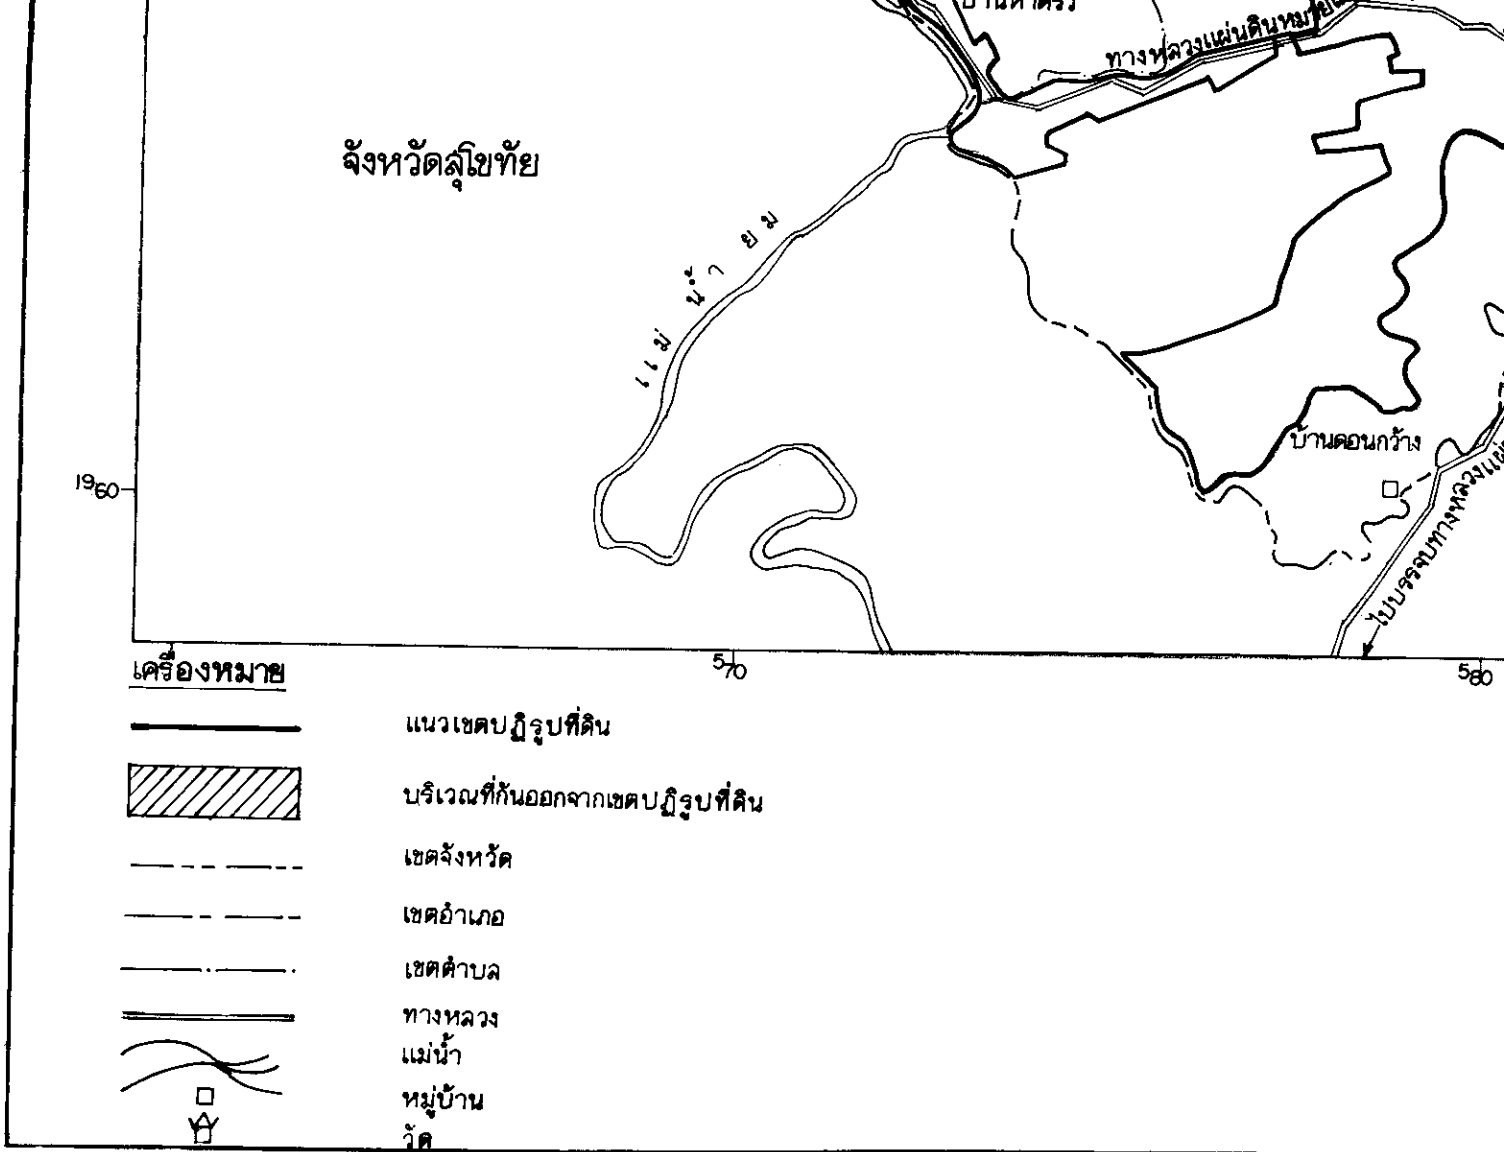 ทางหลวงแผ่นดินหมาย
จังหวัดสุโขทัย
แม่น้ำยม
บ้านดอนกว้าง
1960
ไปบรรจบทางหลวงแผ่
570
580
เครื่องหมาย
แนวเขตปฏิรูปที่ดิน
บริเวณที่กันออกจากเขตปฏิรูปที่ดิน
เขตจังหวัด
เขตอำเภอ
เขตตำบล
ทางหลวง
แม่น้ำ
หมู่บ้าน
วัด